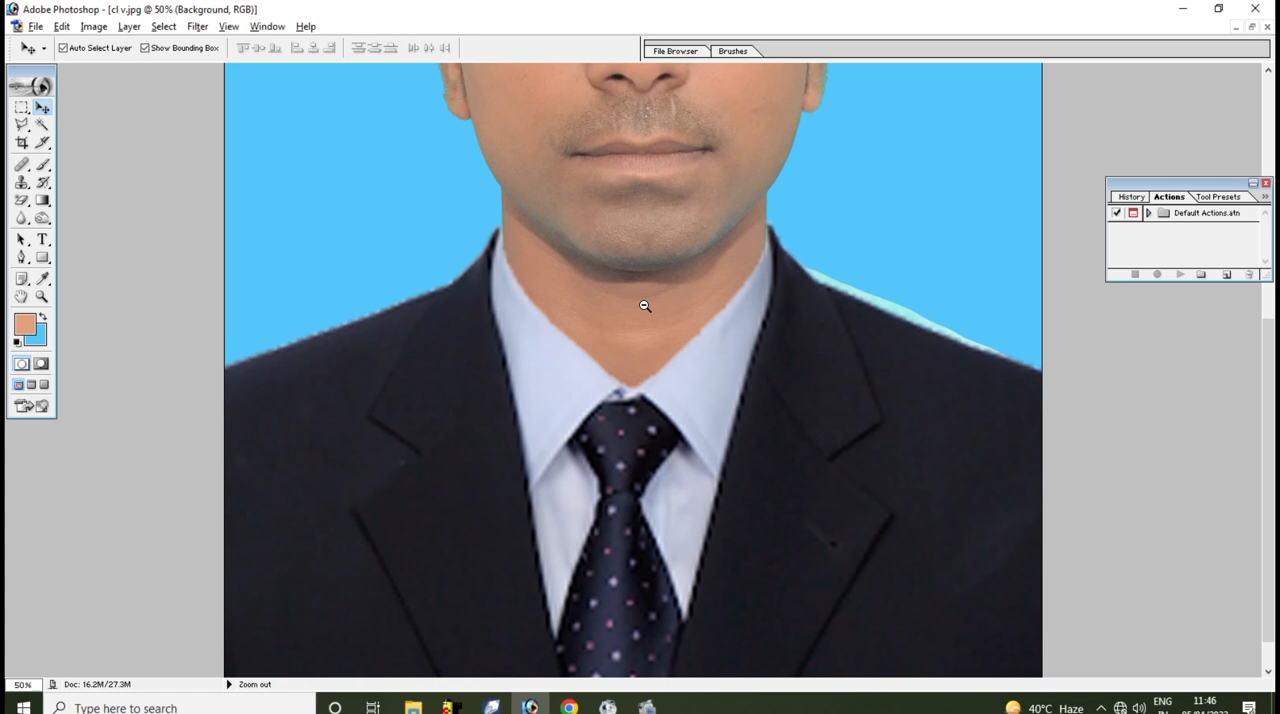 Adobe Photoshop - [cl v.jpg @ 50% (Background, RGB)]
File Edit Image Layer Select Filter View Window Help
Auto Select Layer Show Bounding Box File Browser Brushes
History Actions Tool Presets
Default Actions.atn
50% Doc: 16.2M/27.3M Zoom out
Type here to search 40°C Haze ENG 11:46
IN